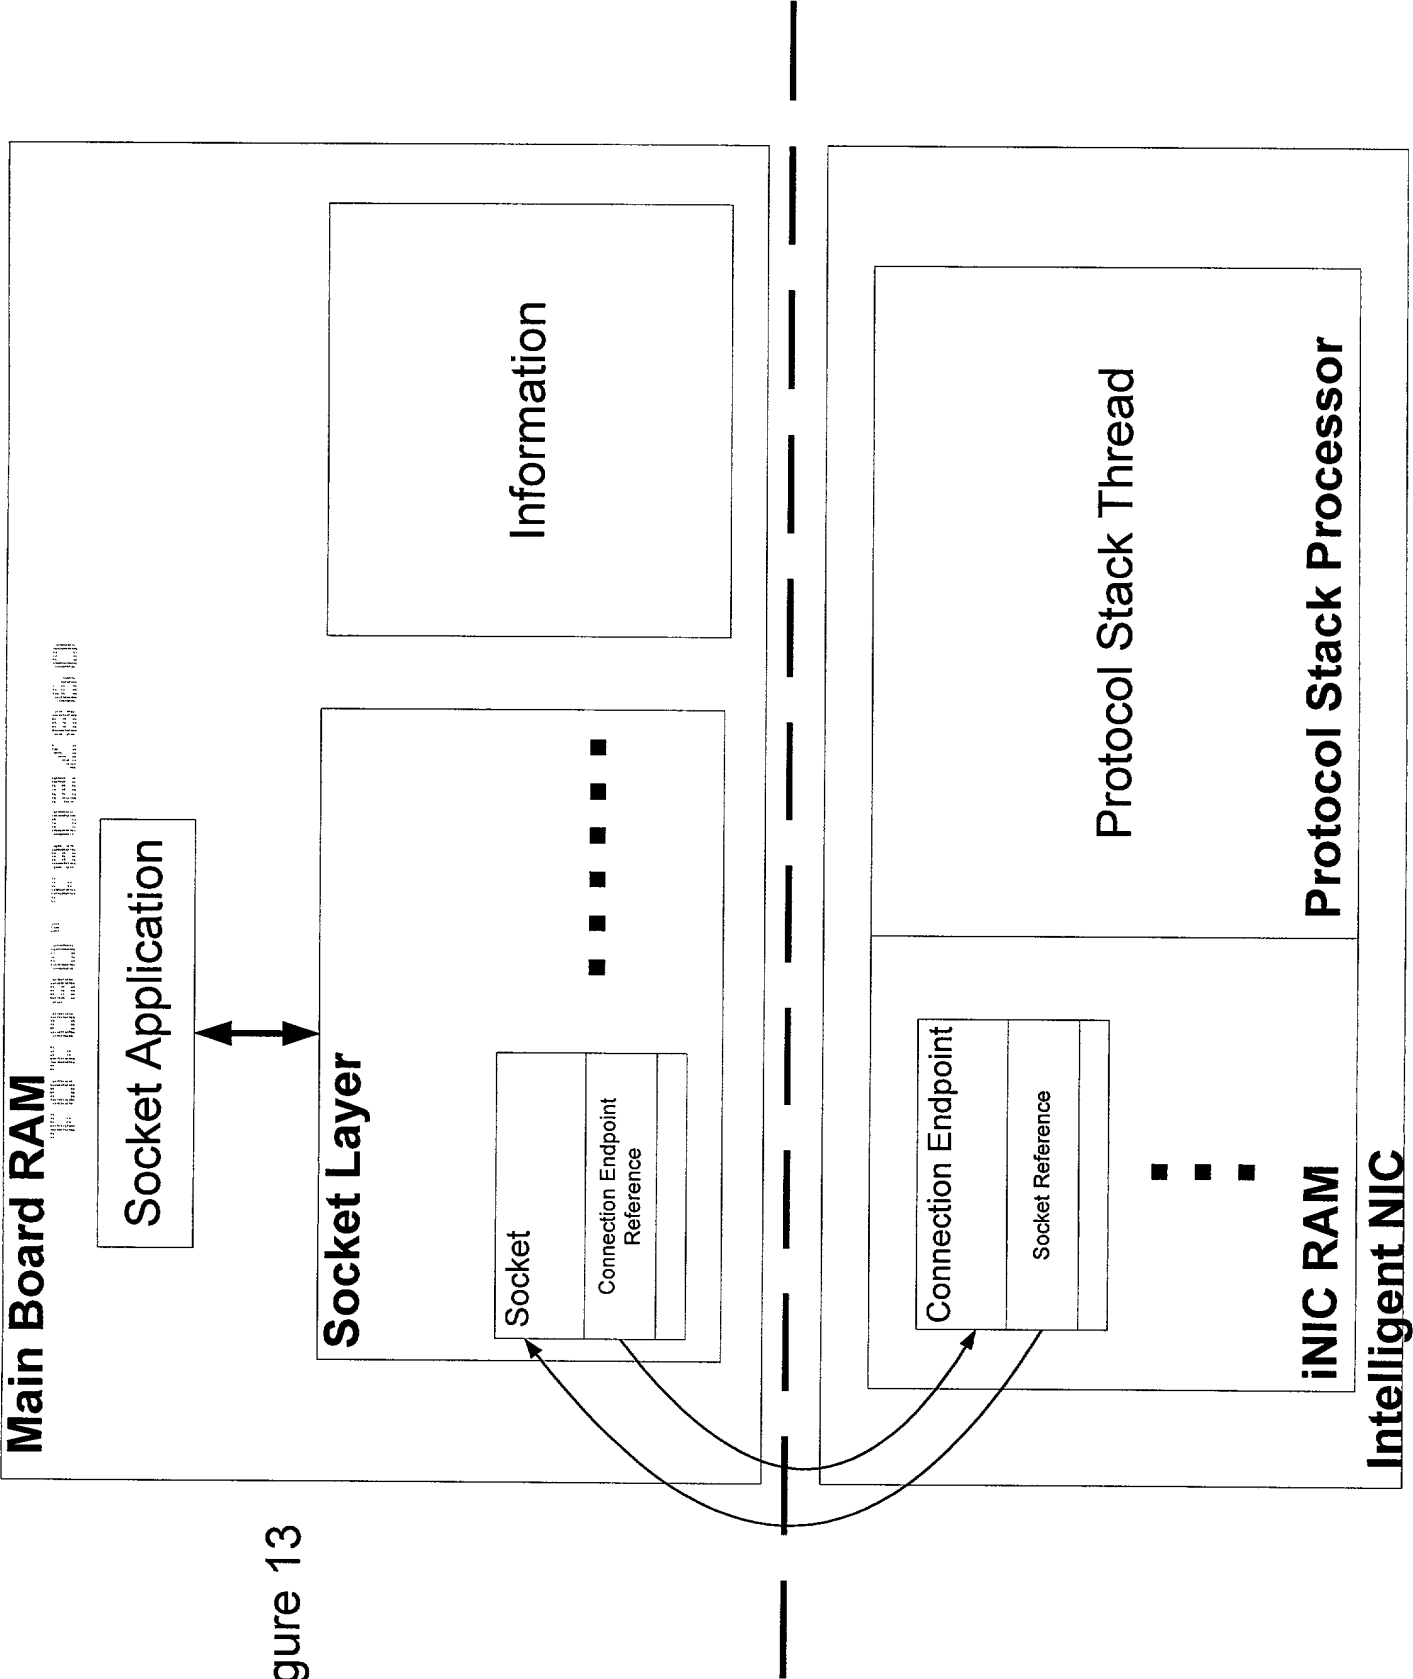 Main Board RAM
Socket Application
Socket Layer
Socket
Connection Endpoint
Reference
Information
Connection Endpoint
Socket Reference
iNIC RAM
Protocol Stack Thread
Protocol Stack Processor
Intelligent NIC
gure 13